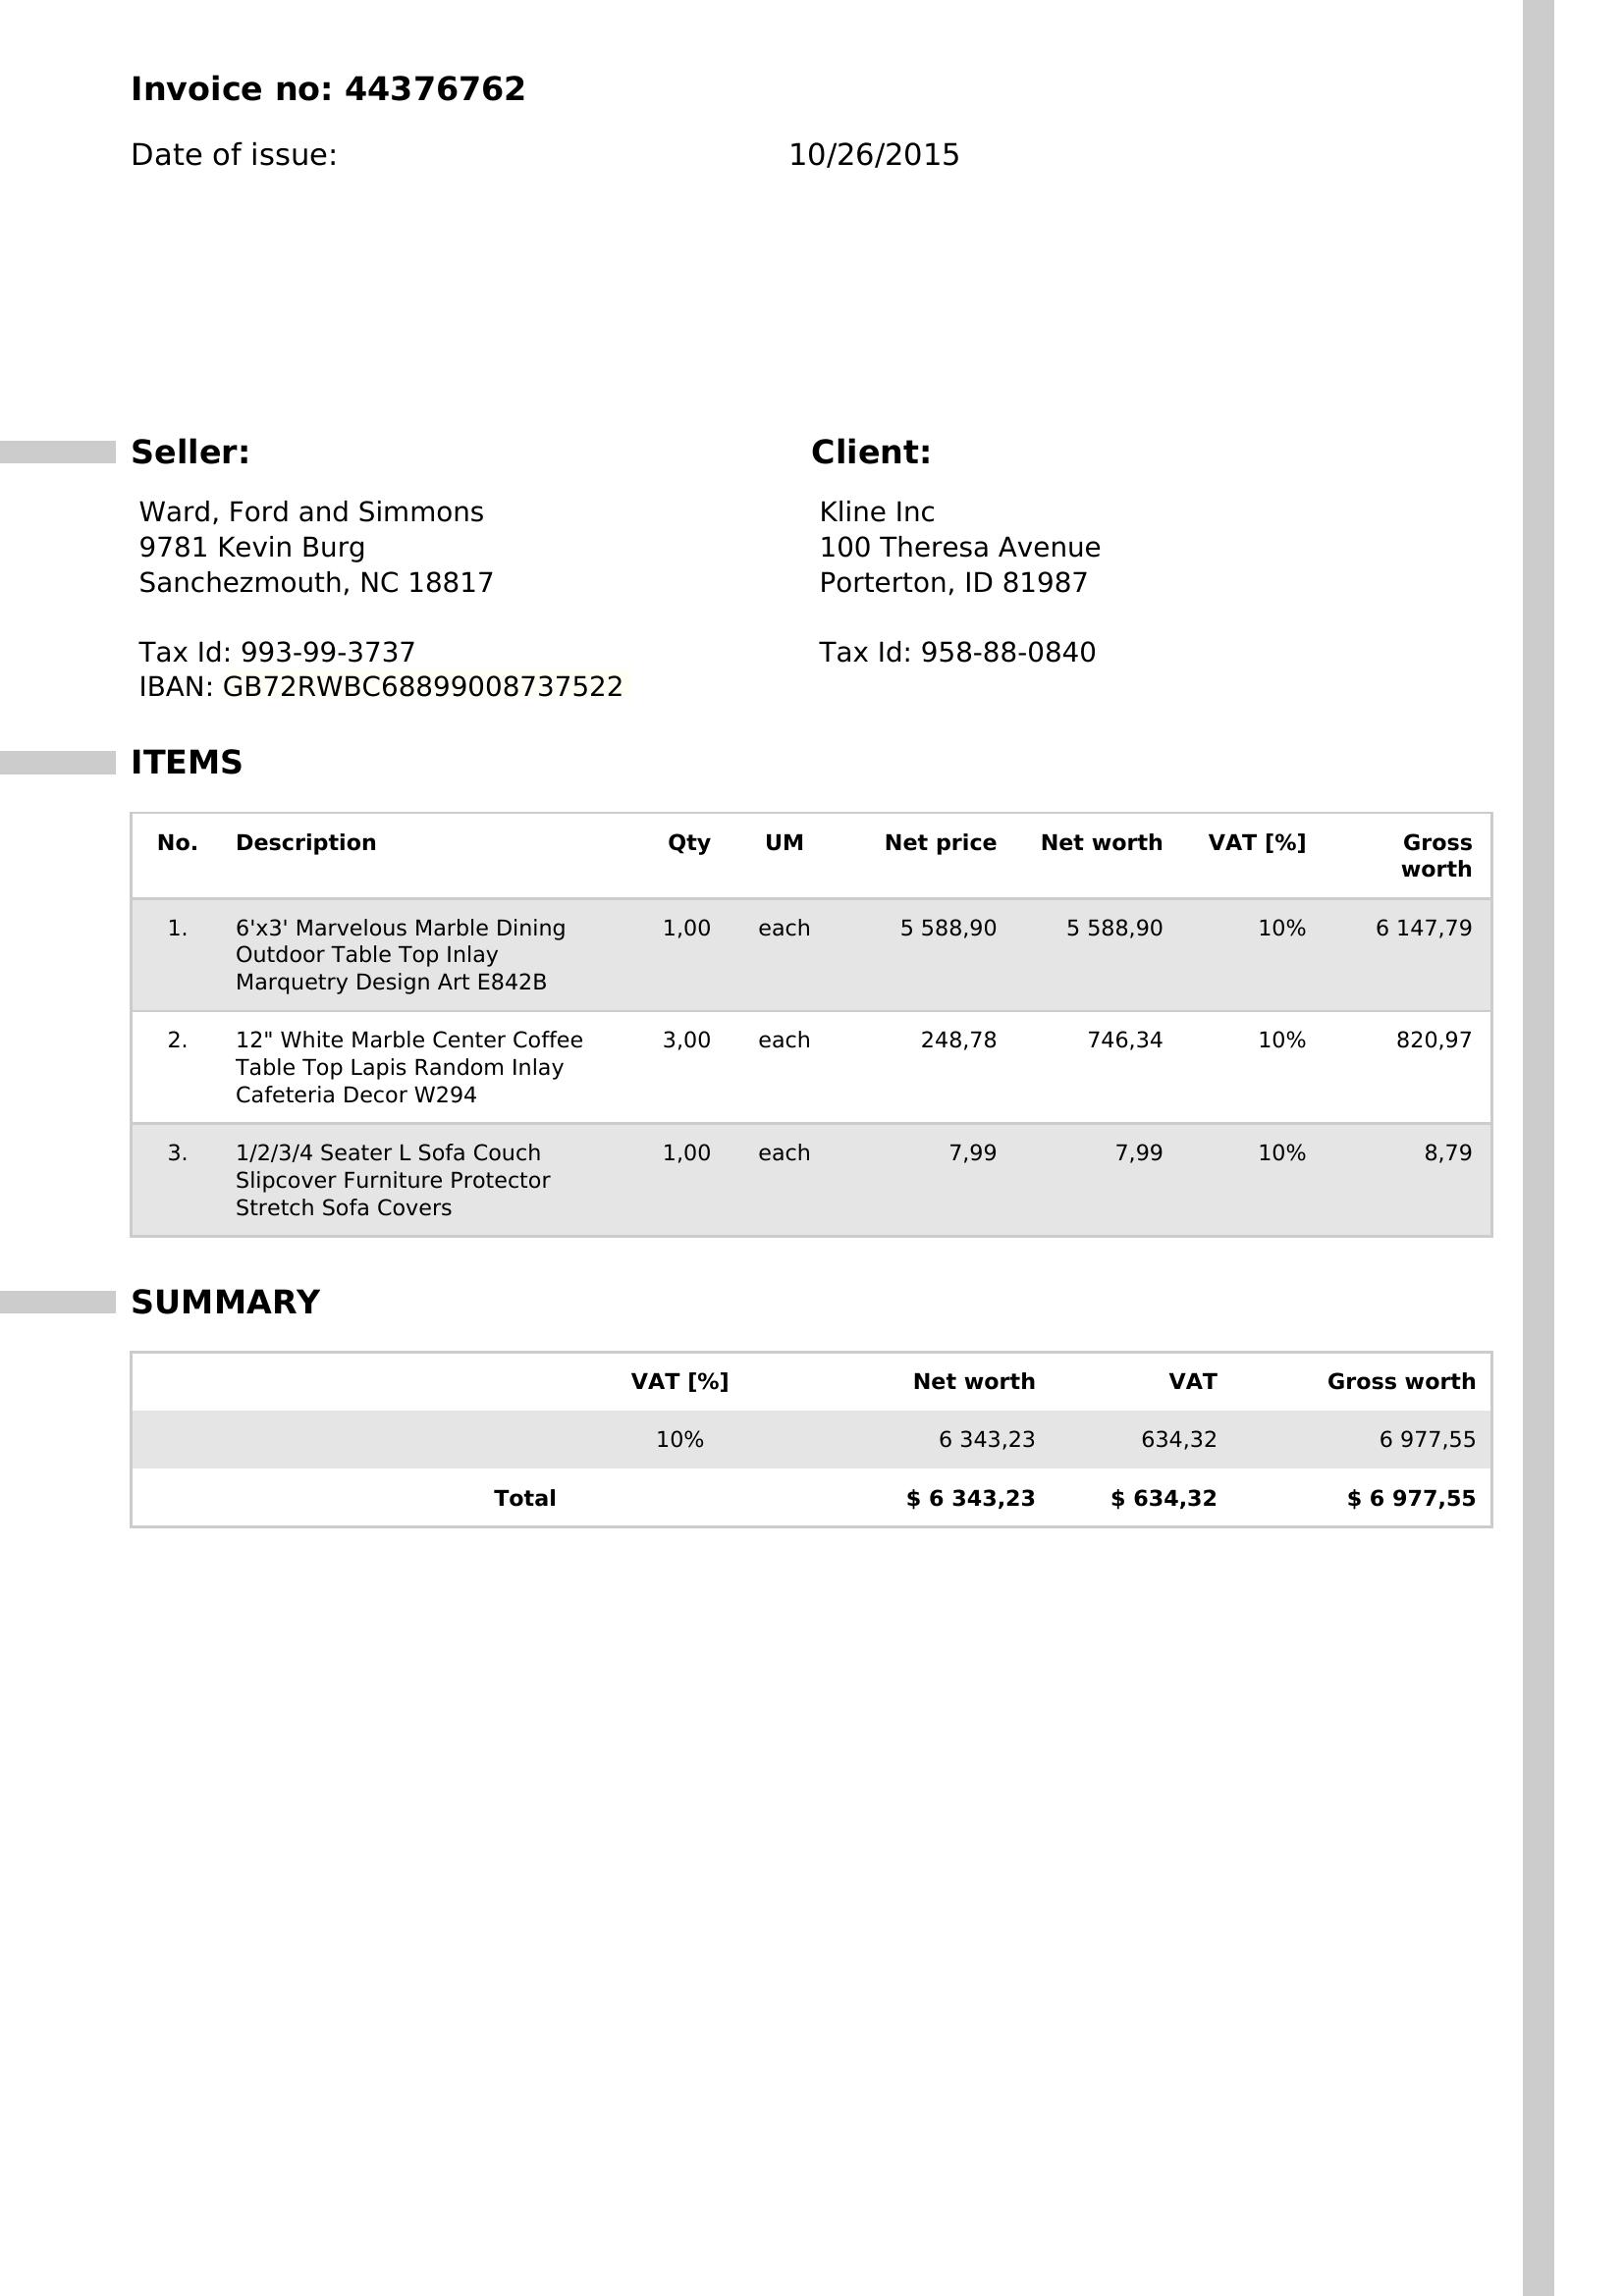 Invoice no: 44376762
Date of issue: 10/26/2015
Seller: Client:
Ward, Ford and Simmons Kline Inc
9781 Kevin Burg 100 Theresa Avenue
Sanchezmouth, NC 18817 Porterton, ID 81987
Tax Id: 993-99-3737 Tax Id: 958-88-0840
IBAN: GB72RWBC68899008737522
ITEMS
No. Description Qty UM Net price Net worth VAT [%] Gross
worth
1. 6'x3' Marvelous Marble Dining 1,00 each 5 588,90 5 588,90 10% 6 147,79
Outdoor Table Top Inlay
Marquetry Design Art E842B
2. 12" White Marble Center Coffee 3,00 each 248,78 746,34 10% 820,97
Table Top Lapis Random Inlay
Cafeteria Decor W294
3. 1/2/3/4 Seater L Sofa Couch 1,00 each 7,99 7,99 10% 8,79
Slipcover Furniture Protector
Stretch Sofa Covers
SUMMARY
VAT [%] Net worth VAT Gross worth
10% 6 343,23 634,32 6 977,55
Total $ 6 343,23 $ 634,32 $ 6 977,55